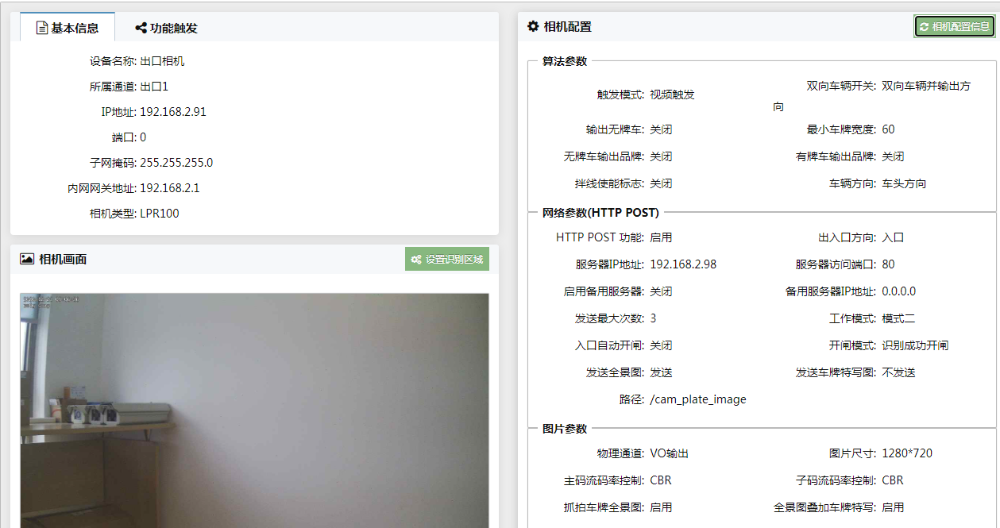 基本信息
功能触发
设备名称: 出口相机
所属通道: 出口1
IP地址: 192.168.2.91
端口: 0
子网掩码: 255.255.255.0
内网网关地址: 192.168.2.1
相机类型: LPR100
相机画面
设置识别区域
相机配置
相机配置信息
算法参数
触发模式: 视频触发
双向车辆开关: 双向车辆并输出方
向
输出无牌车: 关闭
最小车牌宽度: 60
无牌车输出品牌: 关闭
有牌车输出品牌: 关闭
拌线使能标志: 关闭
车辆方向: 车头方向
网络参数(HTTP POST)
HTTP POST 功能: 启用
出入口方向: 入口
服务器IP地址: 192.168.2.98
服务器访问端口: 80
启用备用服务器: 关闭
备用服务器IP地址: 0.0.0.0
发送最大次数: 3
工作模式: 模式二
入口自动开闸: 关闭
开闸模式: 识别成功开闸
发送全景图: 发送
发送车牌特写图: 不发送
路径: /cam_plate_image
图片参数
物理通道: VO输出
图片尺寸: 1280*720
主码流码率控制: CBR
子码流码率控制: CBR
抓拍车牌全景图: 启用
全景图叠加车牌特写: 启用